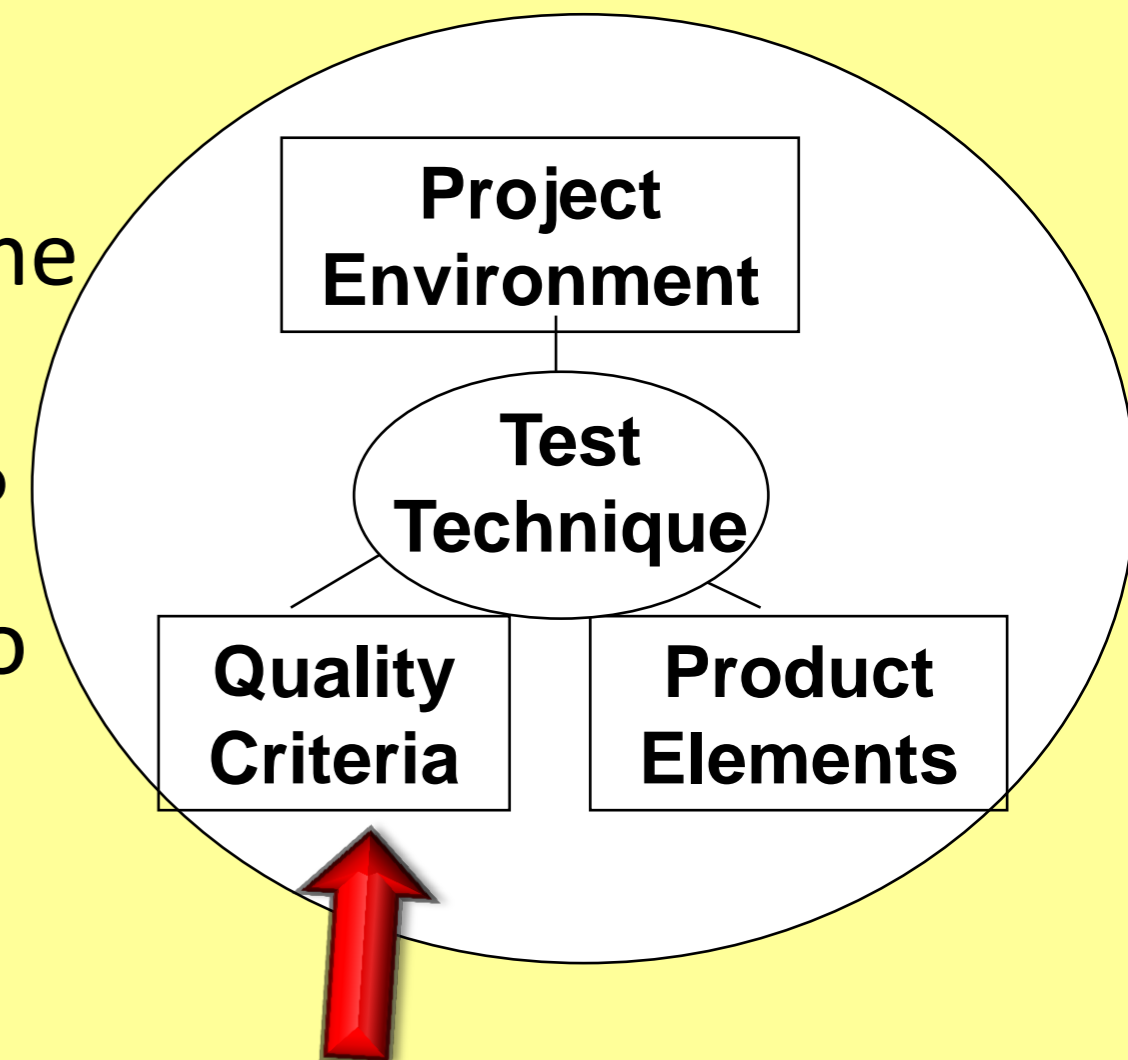 Project
Environment
Test
Technique
Quality
Criteria
Product
Elements